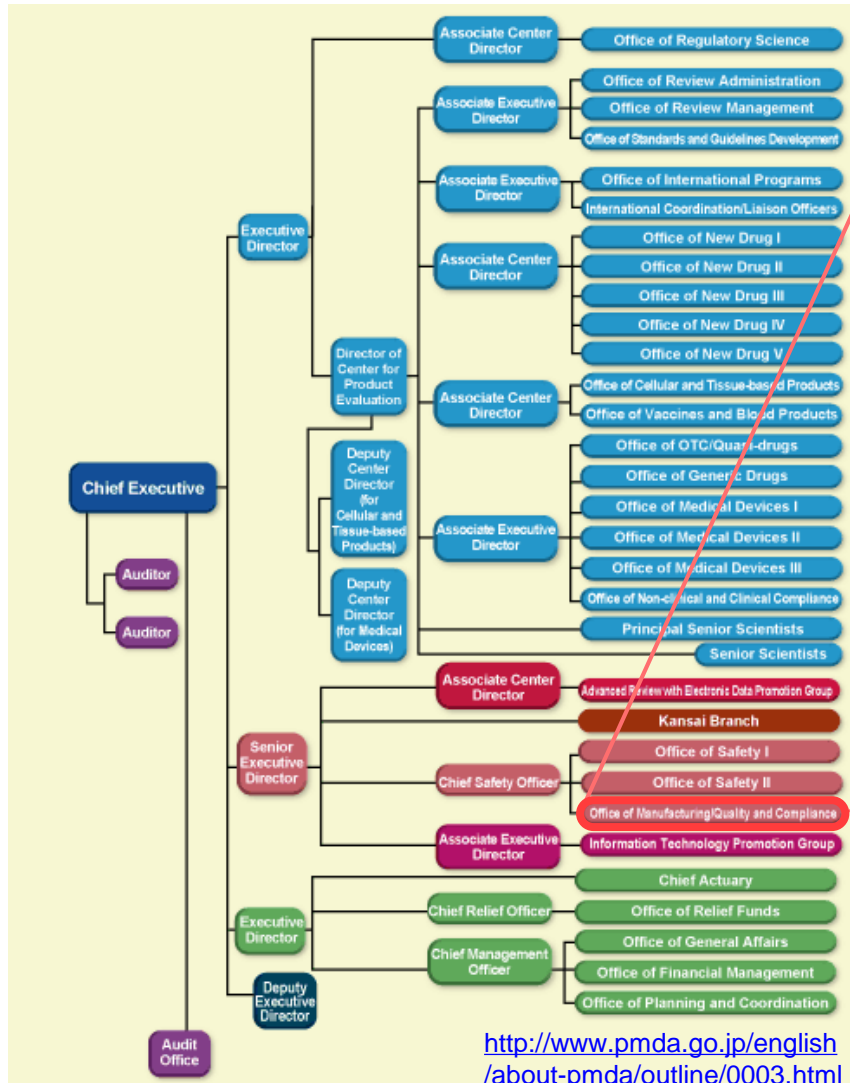 Associate Center
Director
Office of Regulatory Science
Associate Executive
Director
Office of Review Administration
Office of Review Management
Office of Standards and Guidelines Development
Associate Executive
Director
Office of International Programs
International Coordination/Liaison Officers
Executive
Director
Associate Center
Director
Office of New Drug I
Office of New Drug II
Office of New Drug III
Office of New Drug IV
Office of New Drug V
Director of
Center for
Product
Evaluation
Associate Center
Director
Office of Cellular and Tissue-based Products
Office of Vaccines and Blood Products
Deputy
Center
Director
(for
Cellular and
Tissue-based
Products)
Deputy
Center
Director
(for Medical
Devices)
Associate Executive
Director
Office of OTC/Quasi-drugs
Office of Generic Drugs
Office of Medical Devices I
Office of Medical Devices II
Office of Medical Devices III
Office of Non-clinical and Clinical Compliance
Principal Senior Scientists
Senior Scientists
Chief Executive
Auditor
Auditor
Senior
Executive
Director
Associate Center
Director
Advanced Review with Electronic Data Promotion Group
Kansai Branch
Chief Safety Officer
Office of Safety I
Office of Safety II
Office of Manufacturing/Quality and Compliance
Associate Executive
Director
Information Technology Promotion Group
Executive
Director
Chief Actuary
Chief Relief Officer
Office of Relief Funds
Chief Management
Officer
Office of General Affairs
Office of Financial Management
Office of Planning and Coordination
Deputy
Executive
Director
Audit
Office
http://www.pmda.go.jp/english
/about-pmda/outline/0003.html